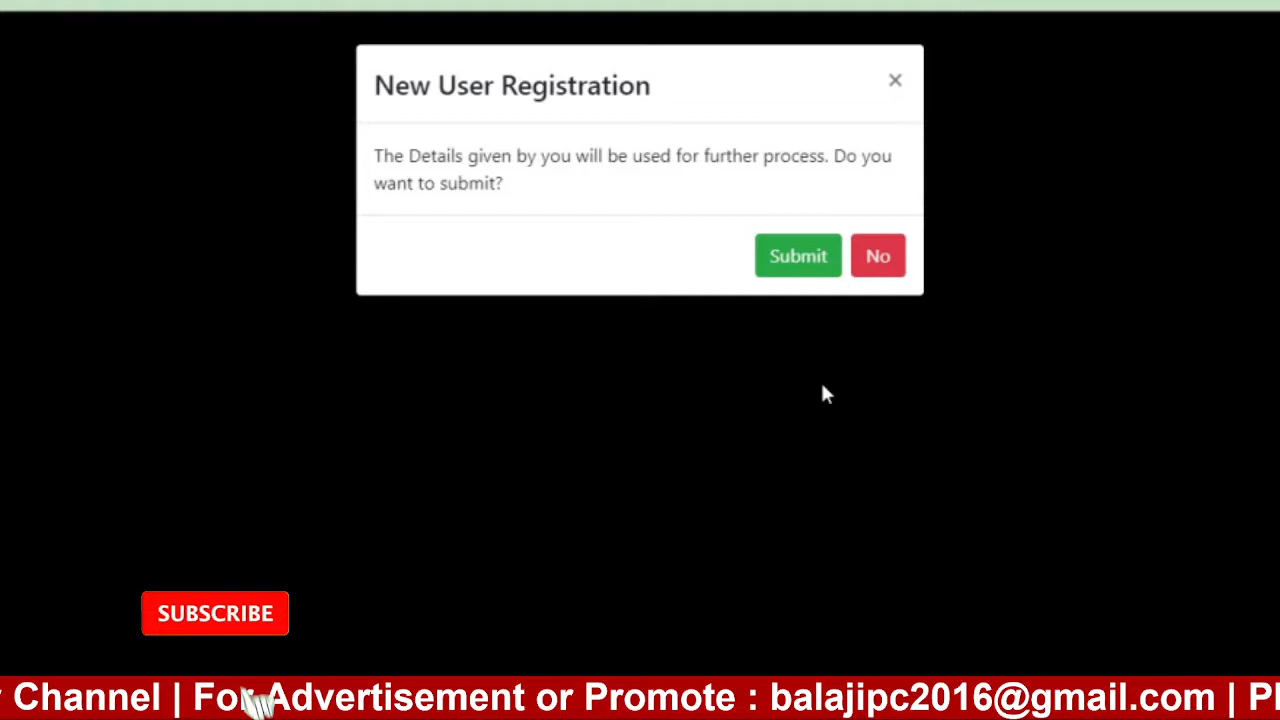 New User Registration
×
The Details given by you will be used for further process. Do you
want to submit?
Submit No
SUBSCRIBE
Channel | For Advertisement or Promote : balajipc2016@gmail.com |